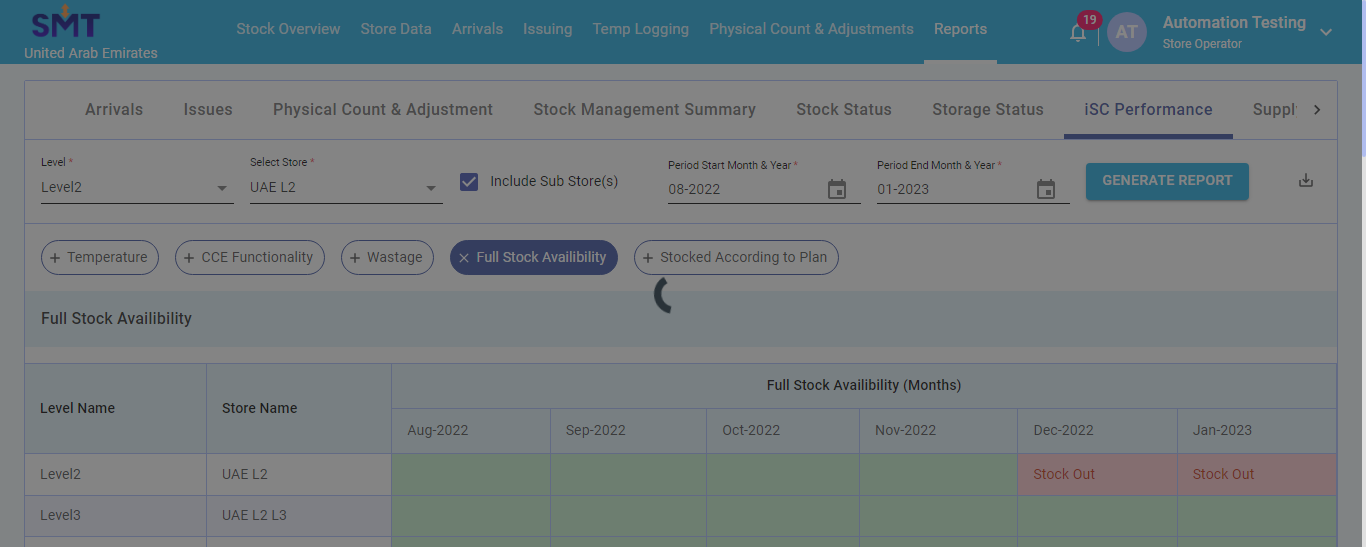 SMT
United Arab Emirates
Stock Overview Store Data Arrivals Issuing Temp Logging Physical Count & Adjustments Reports
19
AT
Automation Testing
Store Operator
Arrivals Issues Physical Count & Adjustment Stock Management Summary Stock Status Storage Status iSC Performance Suppl
Level * Select Store * Period Start Month & Year * Period End Month & Year *
Level2 UAE L2 Include Sub Store(s) 08-2022 01-2023 GENERATE REPORT
+ Temperature + CCE Functionality + Wastage × Full Stock Availibility + Stocked According to Plan
Full Stock Availibility
Level Name Store Name Full Stock Availibility (Months)
Aug-2022 Sep-2022 Oct-2022 Nov-2022 Dec-2022 Jan-2023
Level2 UAE L2 Stock Out Stock Out
Level3 UAE L2 L3